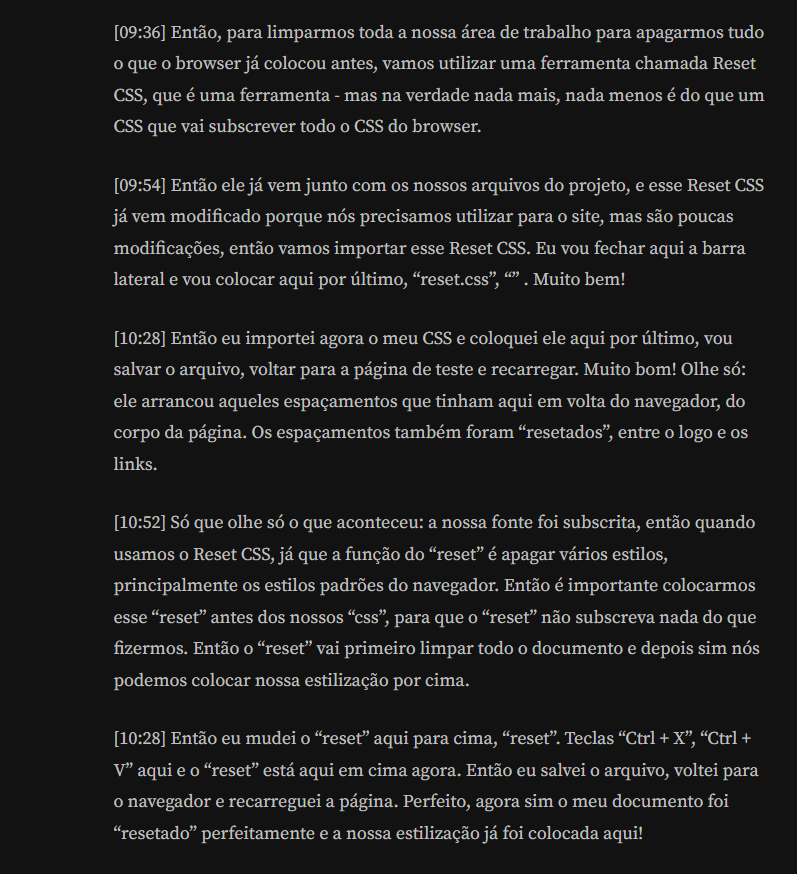 [09:36] Então, para limparmos toda a nossa área de trabalho para apagarmos tudo
o que o browser já colocou antes, vamos utilizar uma ferramenta chamada Reset
CSS, que é uma ferramenta - mas na verdade nada mais, nada menos é do que um
CSS que vai subscrever todo o CSS do browser.
[09:54] Então ele já vem junto com os nossos arquivos do projeto, e esse Reset CSS
já vem modificado porque nós precisamos utilizar para o site, mas são poucas
modificações, então vamos importar esse Reset CSS. Eu vou fechar aqui a barra
lateral e vou colocar aqui por último, “reset.css”, “” . Muito bem!
[10:28] Então eu importei agora o meu CSS e coloquei ele aqui por último, vou
salvar o arquivo, voltar para a página de teste e recarregar. Muito bom! Olhe só:
ele arrancou aqueles espaçamentos que tinham aqui em volta do navegador, do
corpo da página. Os espaçamentos também foram “resetados”, entre o logo e os
links.
[10:52] Só que olhe só o que aconteceu: a nossa fonte foi subscrita, então quando
usamos o Reset CSS, já que a função do “reset” é apagar vários estilos,
principalmente os estilos padrões do navegador. Então é importante colocarmos
esse “reset” antes dos nossos “css”, para que o “reset” não subscreva nada do que
fizermos. Então o “reset” vai primeiro limpar todo o documento e depois sim nós
podemos colocar nossa estilização por cima.
[10:28] Então eu mudei o “reset” aqui para cima, “reset”. Teclas “Ctrl + X”, “Ctrl +
V” aqui e o “reset” está aqui em cima agora. Então eu salvei o arquivo, voltei para
o navegador e recarreguei a página. Perfeito, agora sim o meu documento foi
“resetado” perfeitamente e a nossa estilização já foi colocada aqui!